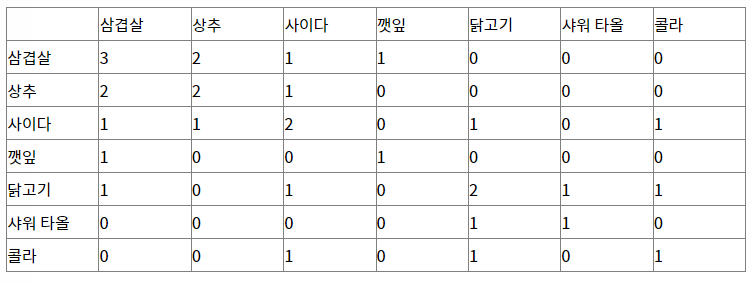 삼겹살 상추 사이다 깻잎 닭고기 샤워 타올 콜라
삼겹살 3 2 1 1 0 0 0
상추 2 2 1 0 0 0 0
사이다 1 1 2 0 1 0 1
깻잎 1 0 0 1 0 0 0
닭고기 1 0 1 0 2 1 1
샤워 타올 0 0 0 0 1 1 0
콜라 0 0 1 0 1 0 1